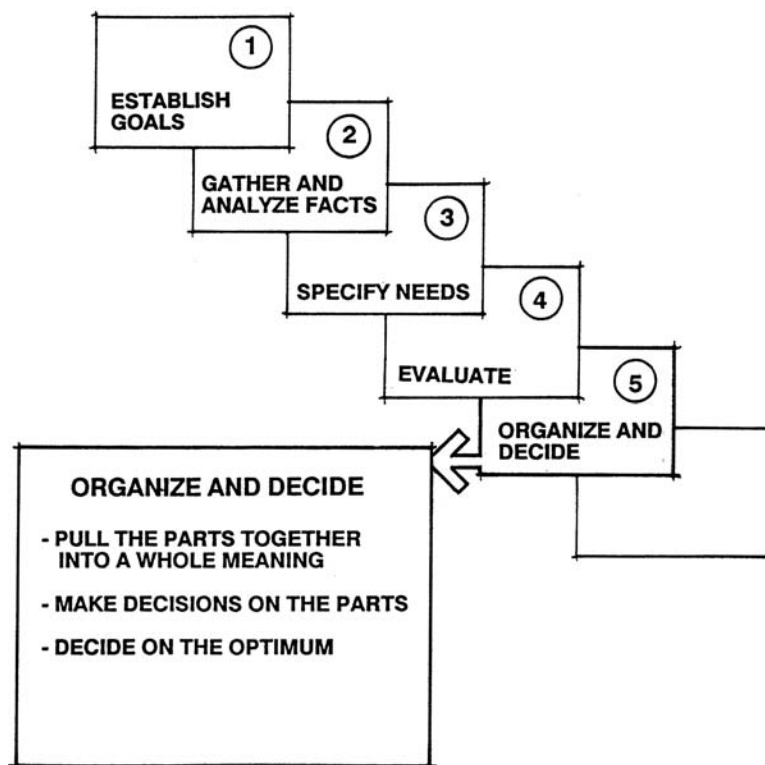 1
ESTABLISH
GOALS
2
GATHER AND
ANALYZE FACTS
3
SPECIFY NEEDS
4
EVALUATE
5
ORGANIZE AND
DECIDE
ORGANIZE AND DECIDE
- PULL THE PARTS TOGETHER
INTO A WHOLE MEANING
- MAKE DECISIONS ON THE PARTS
- DECIDE ON THE OPTIMUM